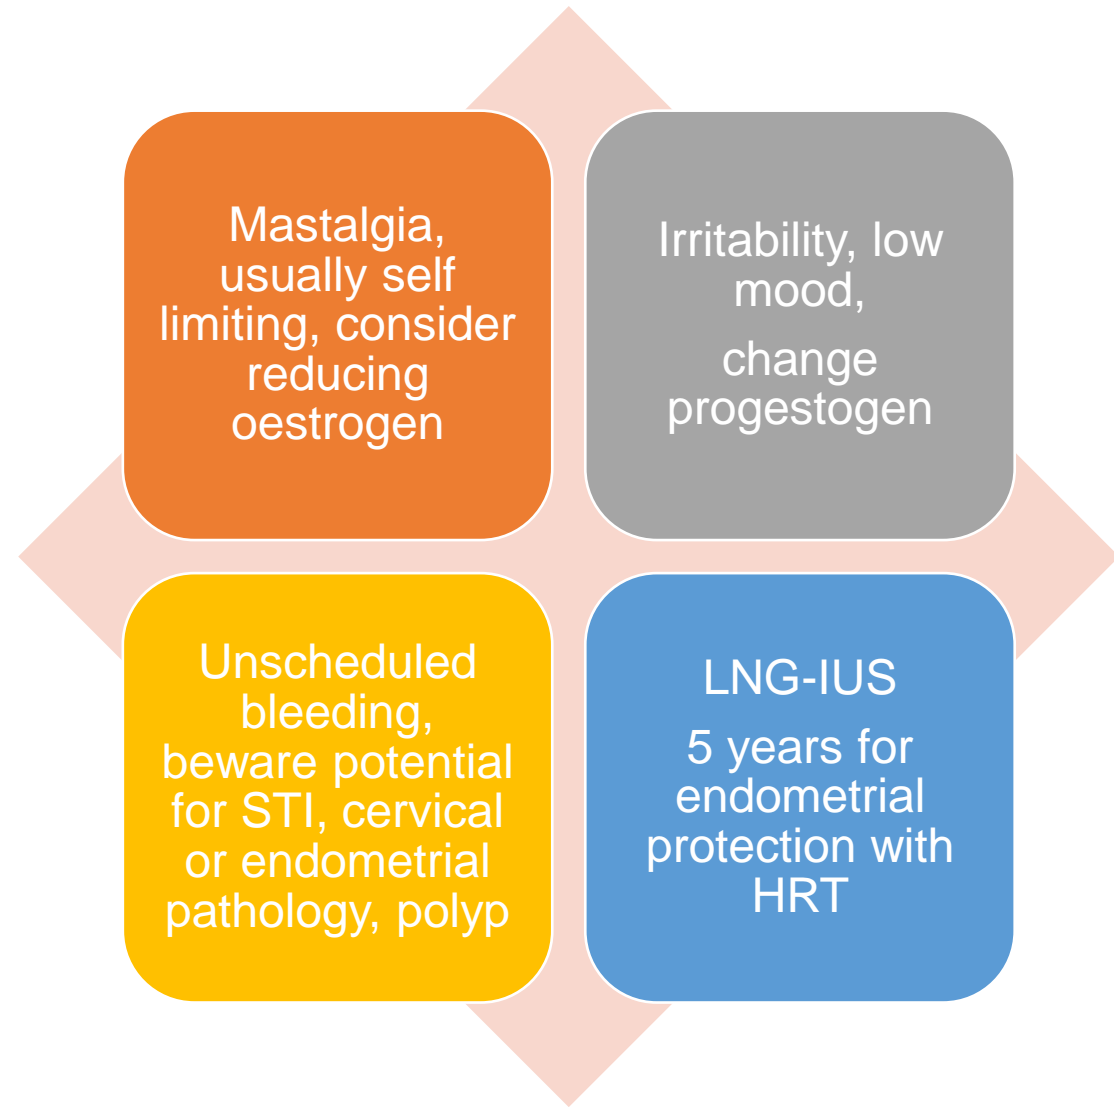 Mastalgia,
usually self
limiting, consider
reducing
oestrogen
Irritability, low
mood,
change
progestogen
Unscheduled
bleeding,
beware potential
for STI, cervical
or endometrial
pathology, polyp
LNG-IUS
5 years for
endometrial
protection with
HRT